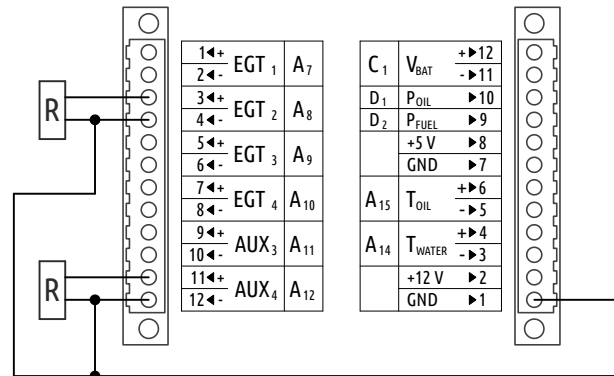 R
R
1◄+ EGT 1 A7
2◄-
3◄+ EGT 2 A8
4◄-
5◄+ EGT 3 A9
6◄-
7◄+ EGT 4 A10
8◄-
9◄+ AUX3 A11
10◄-
11◄+ AUX4 A12
12◄-
C1 VBAT +►12
-►11
D1 POIL ►10
D2 PFUEL ►9
+5 V ►8
GND ►7
A15 TOIL +►6
-►5
A14 TWATER +►4
-►3
+12 V ►2
GND ►1